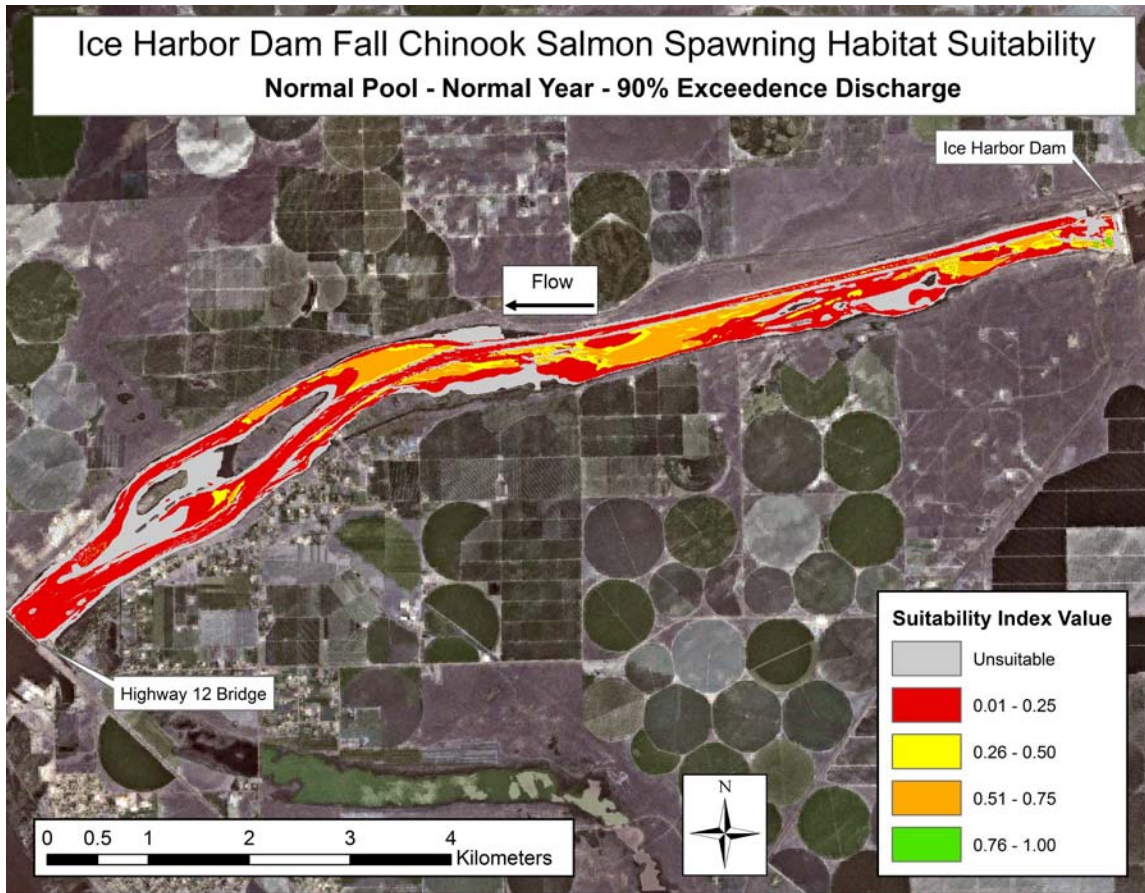 Ice Harbor Dam Fall Chinook Salmon Spawning Habitat Suitability
Normal Pool - Normal Year - 90% Exceedence Discharge
Ice Harbor Dam
Flow
Highway 12 Bridge
Suitability Index Value
Unsuitable
0.01 - 0.25
0.26 - 0.50
0.51 - 0.75
0.76 - 1.00
N
0 0.5 1 2 3 4
Kilometers